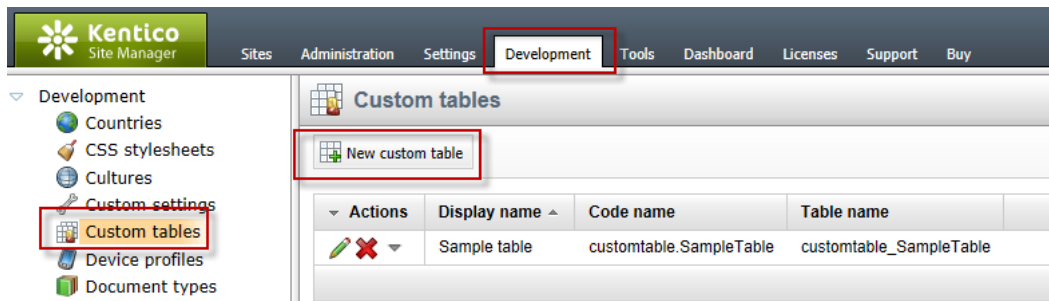 Kentico
Site Manager
Sites Administration Settings Development Tools Dashboard Licenses Support Buy
Development
Countries
CSS stylesheets
Cultures
Custom settings
Custom tables
Device profiles
Document types
Custom tables
New custom table
Actions Display name Code name Table name
Sample table customtable.SampleTable customtable_SampleTable